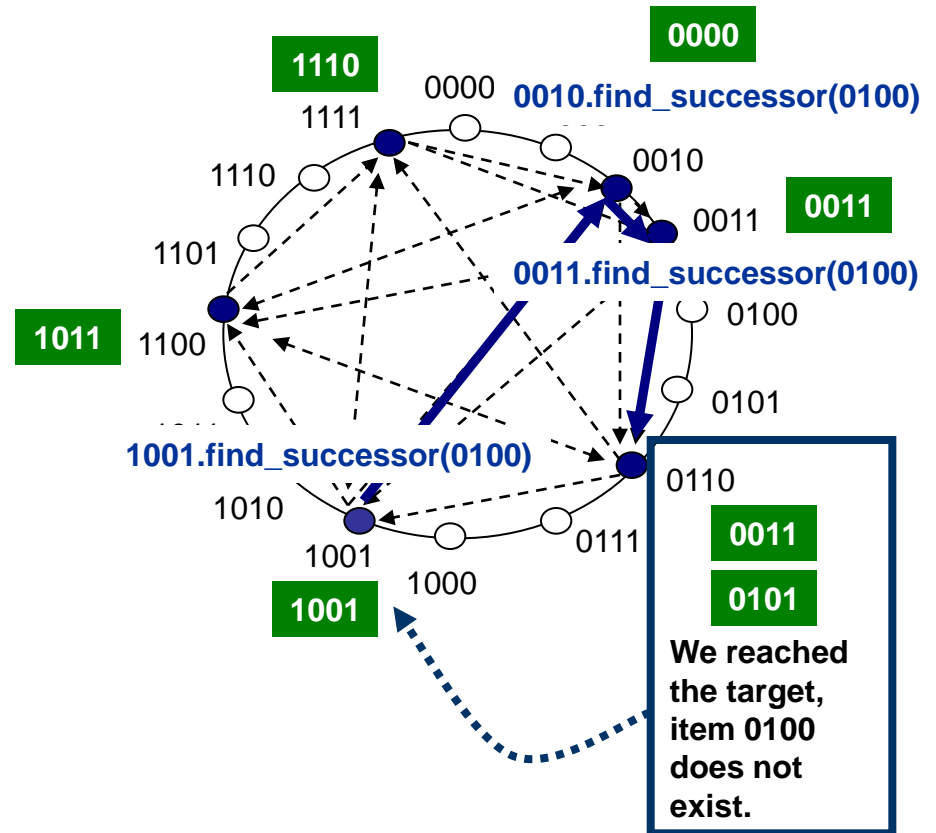 0000
1110
0000
0010.find_successor(0100)
1111
0010
1110
0011
0011
1101
0011.find_successor(0100)
0100
1011
1100
0101
1001.find_successor(0100)
0110
1010
0111
0011
1001
1000
0101
1001
We reached
the target,
item 0100
does not
exist.